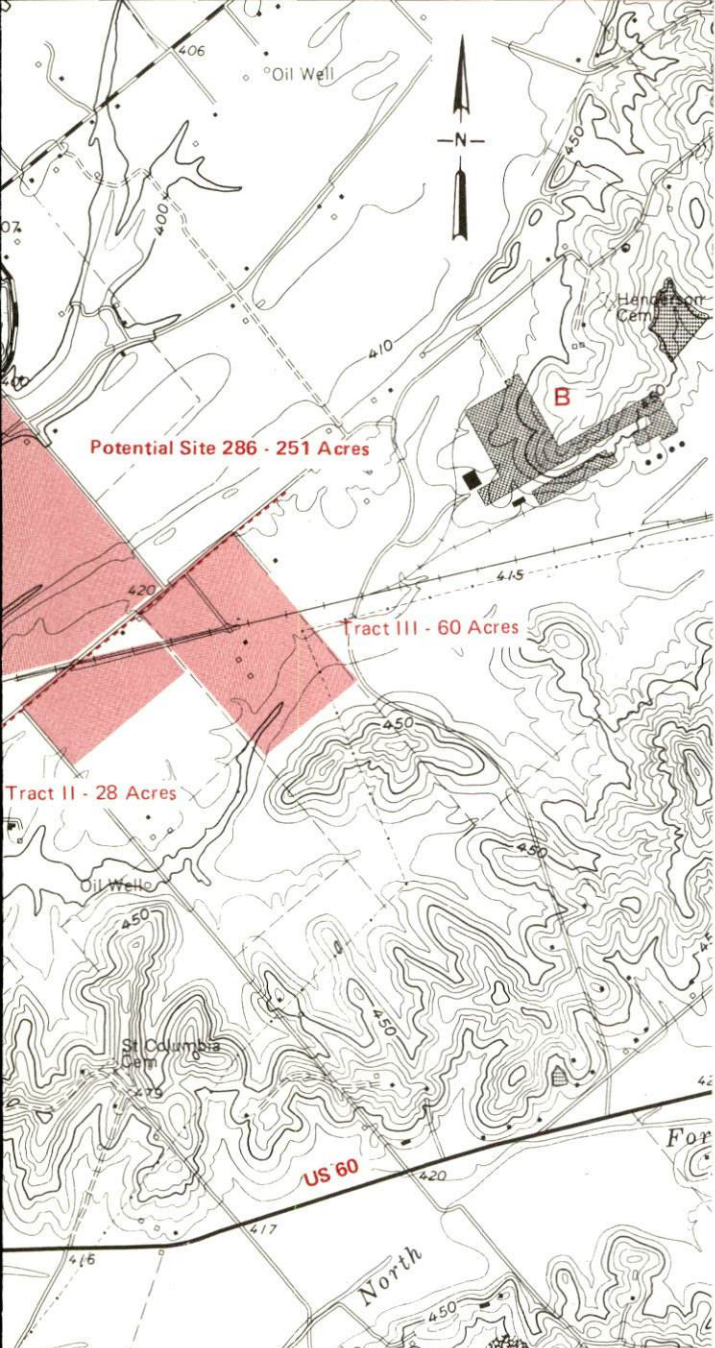 406
Oil Well
N
450
400
07
Henderson
Cem
410
B
Potential Site 286 - 251 Acres
415
420
Tract III - 60 Acres
450
Tract II - 28 Acres
450
Oil Well
450
450
St Columbia
Cem
479
42
For
US 60
420
417
416
North
450